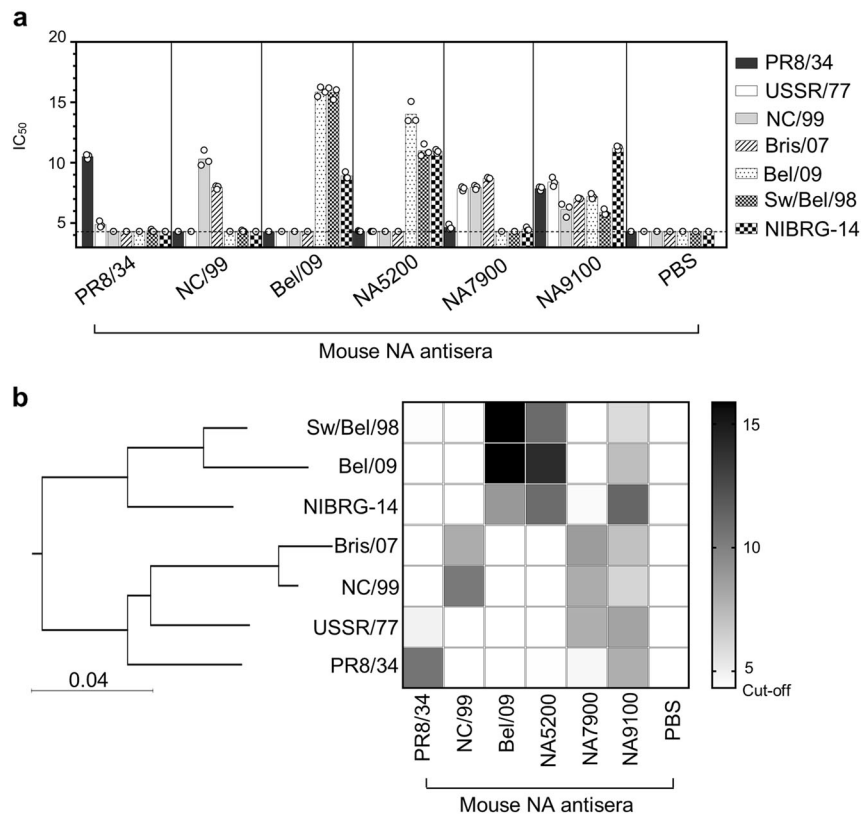 a
20
15
10
5
IC50
PR8/34
NC/99
Bel/09
NA5200
NA7900
NA9100
PBS
Mouse NA antisera
PR8/34
USSR/77
NC/99
Bris/07
Bel/09
Sw/Bel/98
NIBRG-14
b
Sw/Bel/98
Bel/09
NIBRG-14
Bris/07
NC/99
USSR/77
PR8/34
0.04
15
10
5
Cut-off
PR8/34
NC/99
Bel/09
NA5200
NA7900
NA9100
PBS
Mouse NA antisera